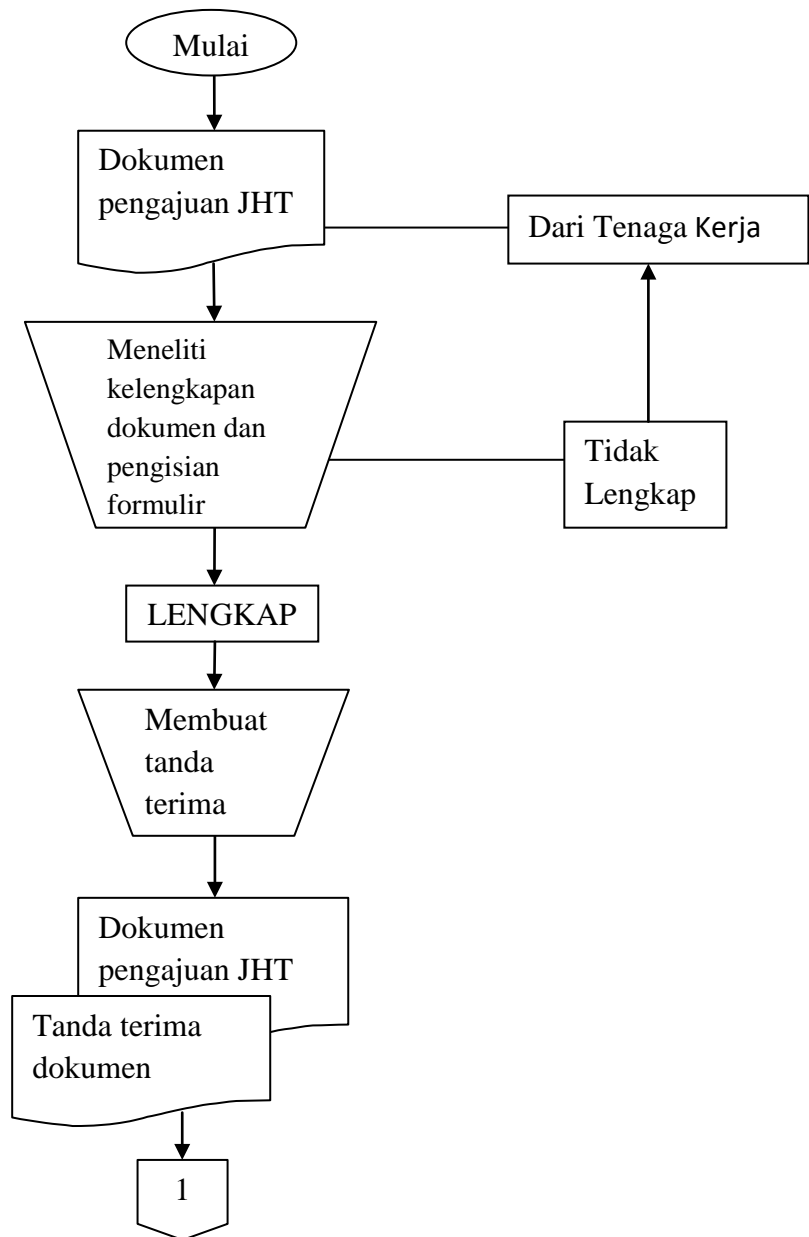 Mulai
Dokumen
pengajuan JHT
Dari Tenaga Kerja
Meneliti
kelengkapan
dokumen dan
pengisian
formulir
Tidak
Lengkap
LENGKAP
Membuat
tanda
terima
Dokumen
pengajuan JHT
Tanda terima
dokumen
1